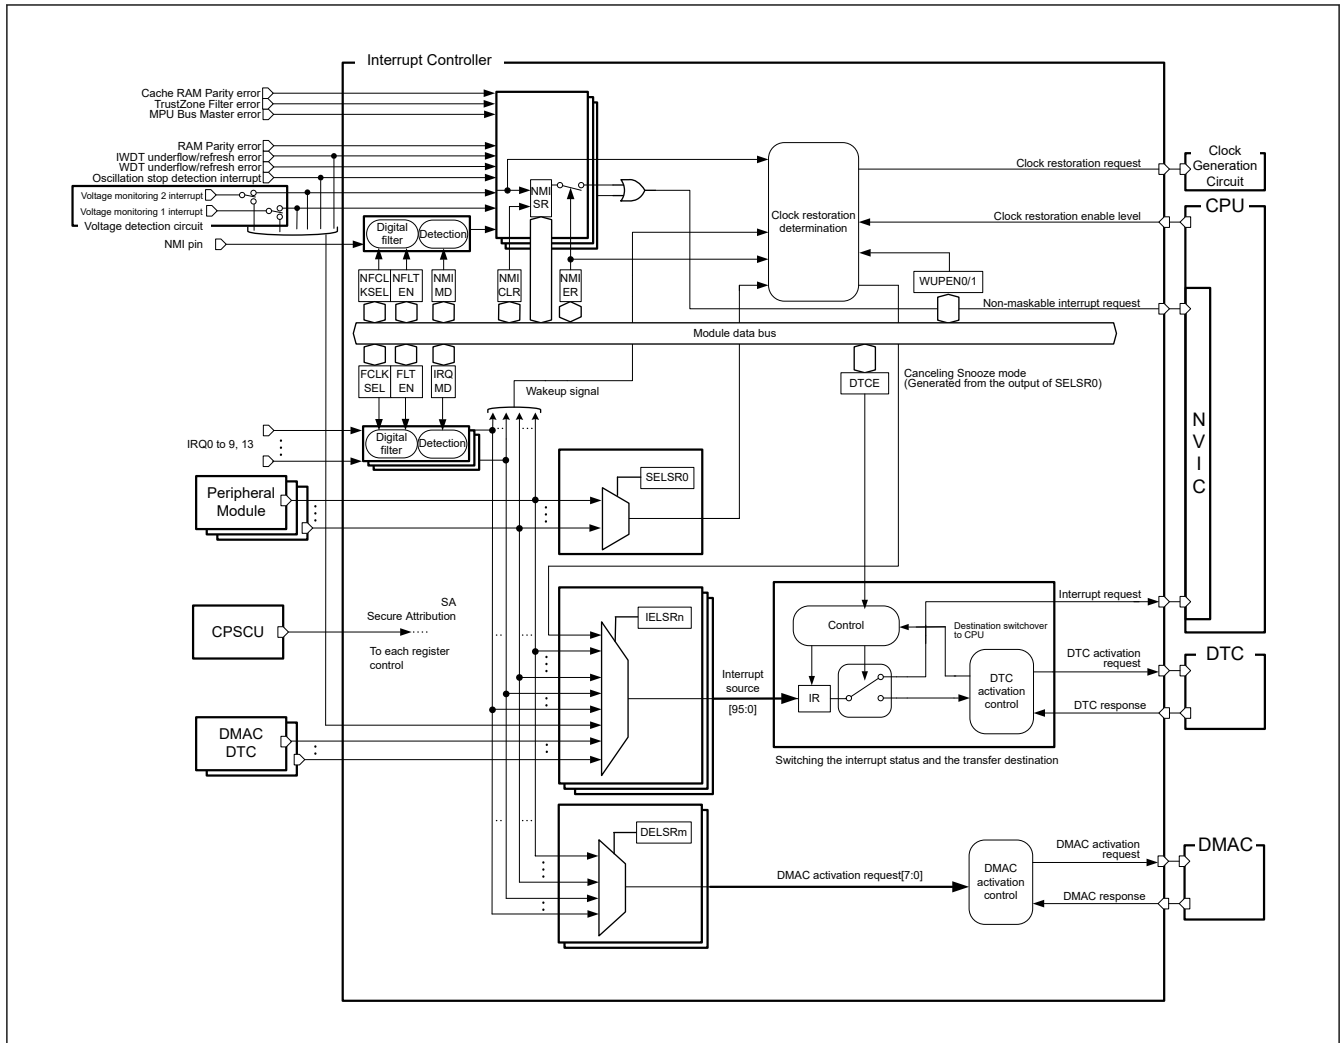 Interrupt Controller
Cache RAM Parity error
TrustZone Filter error
MPU Bus Master error
RAM Parity error
IWDT underflow/refresh error
WDT underflow/refresh error
Oscillation stop detection interrupt
Voltage monitoring 2 interrupt
Voltage monitoring 1 interrupt
Voltage detection circuit
NMI pin
Digital
filter
Detection
NMI
SR
NFCL
KSEL
NFLT
EN
NMI
MD
NMI
CLR
NMI
ER
Clock restoration
determination
Clock restoration request
Clock
Generation
Circuit
Clock restoration enable level
CPU
WUPEN0/1
Non-maskable interrupt request
Module data bus
FCLK
SEL
FLT
EN
IRQ
MD
Wakeup signal
DTCE
Canceling Snooze mode
(Generated from the output of SELSR0)
N
V
I
C
IRQ0 to 9, 13
Digital
filter
Detection
Peripheral
Module
SELSR0
SA
Secure Attribution
CPSCU
To each register
control
IELSRn
Control
Destination switchover
to CPU
Interrupt request
Interrupt
source
[95:0]
IR
DTC
activation
control
DTC activation
request
DTC response
DTC
DMAC
DTC
Switching the interrupt status and the transfer destination
DELSRm
DMAC activation request[7:0]
DMAC
activation
control
DMAC activation
request
DMAC response
DMAC